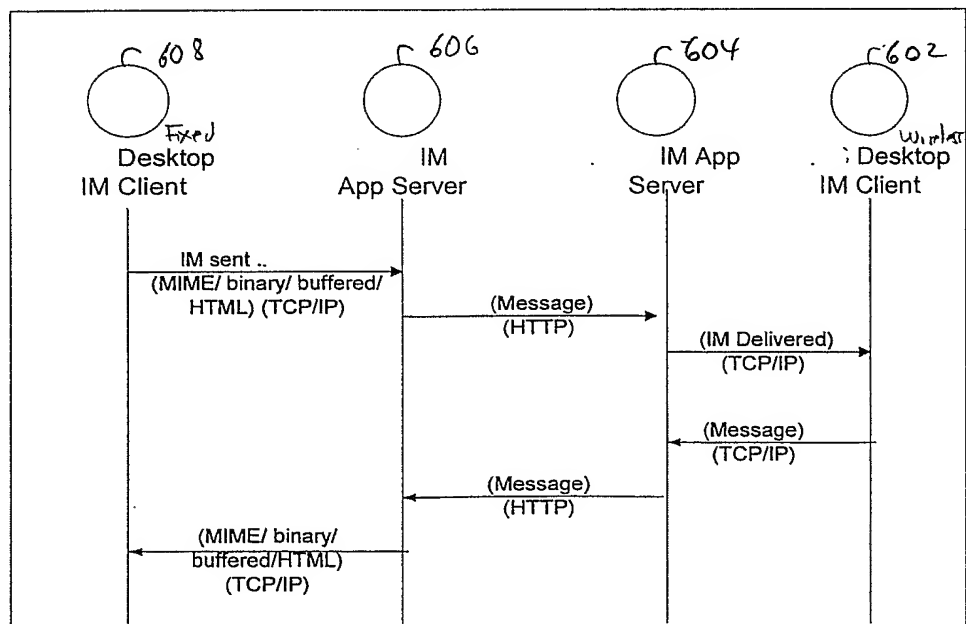 608
606
604
602
Fixed
Desktop
IM Client
IM
App Server
IM App
Server
Wireless
Desktop
IM Client
IM sent ..
(MIME/ binary/ buffered/
HTML) (TCP/IP)
(Message)
(HTTP)
(IM Delivered)
(TCP/IP)
(Message)
(TCP/IP)
(Message)
(HTTP)
(MIME/ binary/
buffered/HTML)
(TCP/IP)